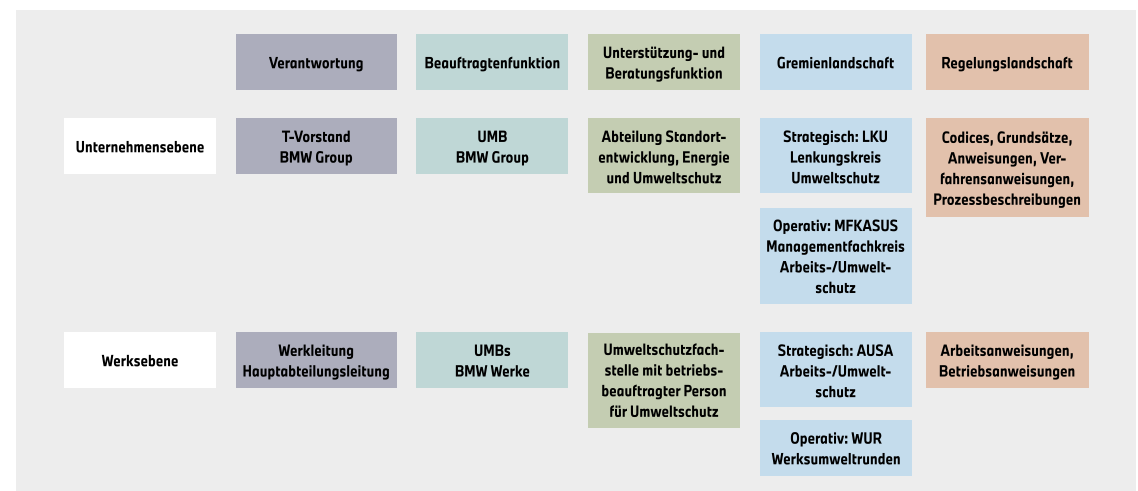 Verantwortung
Beauftragtenfunktion
Unterstützung- und
Beratungsfunktion
Gremienlandschaft
Regelungslandschaft
Unternehmensebene
T-Vorstand
BMW Group
UMB
BMW Group
Abteilung Standort-
entwicklung, Energie
und Umweltschutz
Strategisch: LKU
Lenkungskreis
Umweltschutz
Codices, Grundsätze,
Anweisungen, Ver-
fahrensanweisungen,
Prozessbeschreibungen
Operativ: MFKASUS
Managementfachkreis
Arbeits-/Umwelt-
schutz
Werksebene
Werkleitung
Hauptabteilungsleitung
UMBs
BMW Werke
Umweltschutzfach-
stelle mit betriebs-
beauftragter Person
für Umweltschutz
Strategisch: AUSA
Arbeits-/Umwelt-
schutz
Arbeitsanweisungen,
Betriebsanweisungen
Operativ: WUR
Werksumweltrunden